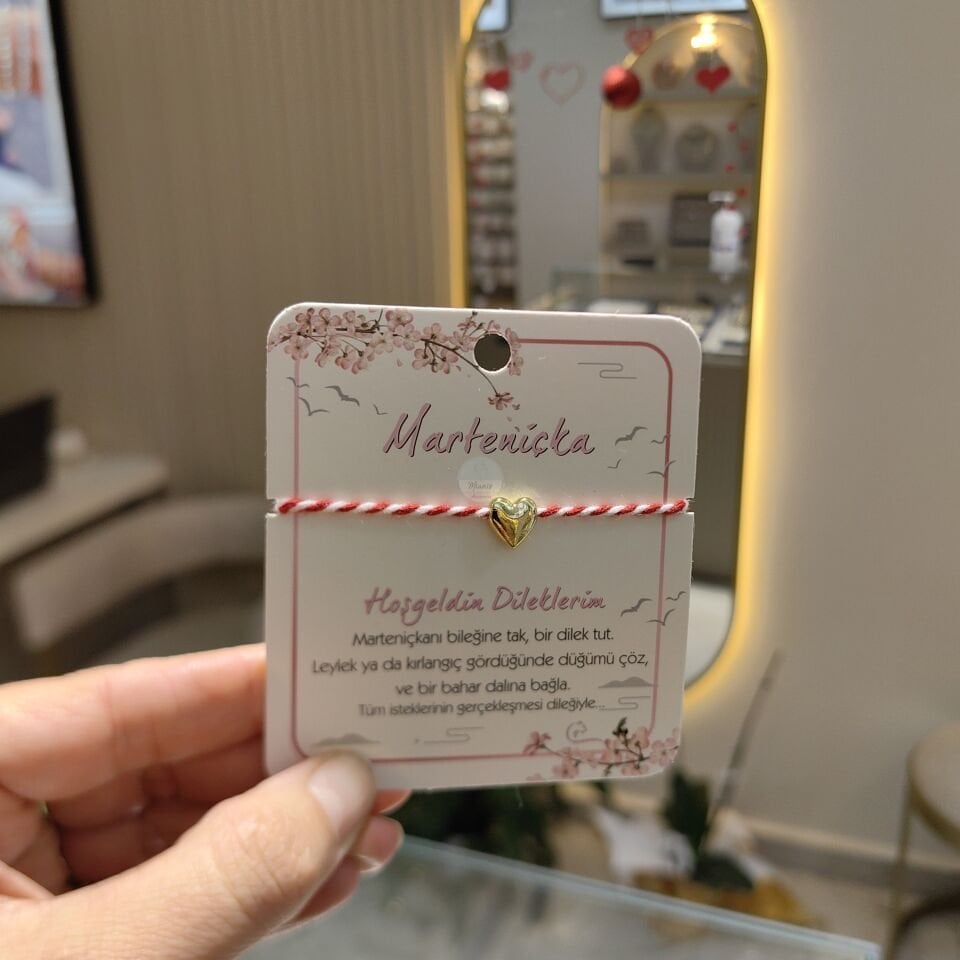 Marteniçka
Hoşgeldin Dileklerim
Marteniçkanı bileğine tak, bir dilek tut.
Leylek ya da kırlangıç gördüğünde düğümü çöz,
ve bir bahar dalına bağla.
Tüm isteklerinin gerçekleşmesi dileğiyle...